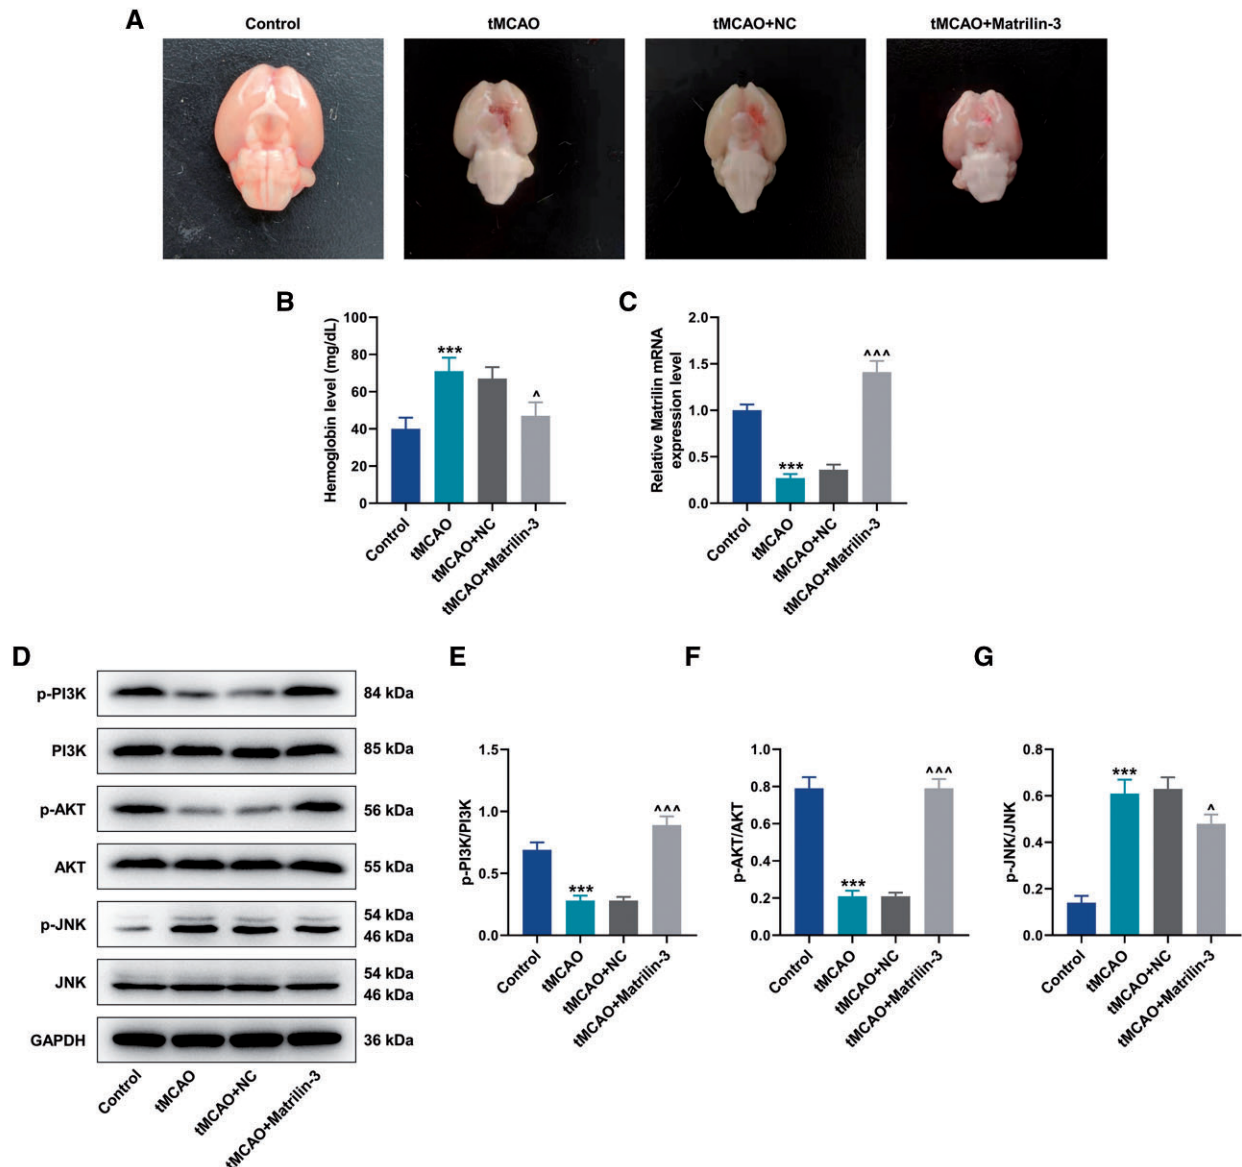 A
Control
tMCAO
tMCAO+NC
tMCAO+Matrilin-3
B
Hemoglobin level (mg/dL)
100
80
60
40
20
0
***
^
Control
tMCAO
tMCAO+NC
tMCAO+Matrilin-3
C
Relative Matrilin mRNA
expression level
2.0
1.5
1.0
0.5
0.0
***
^^^
Control
tMCAO
tMCAO+NC
tMCAO+Matrilin-3
D
p-PI3K
84 kDa
PI3K
85 kDa
p-AKT
56 kDa
AKT
55 kDa
p-JNK
54 kDa
46 kDa
JNK
54 kDa
46 kDa
GAPDH
36 kDa
Control
tMCAO
tMCAO+NC
tMCAO+Matrilin-3
E
p-PI3K/PI3K
1.5
1.0
0.5
0.0
***
^^^
Control
tMCAO
tMCAO+NC
tMCAO+Matrilin-3
F
p-AKT/AKT
1.0
0.8
0.6
0.4
0.2
0.0
***
^^^
Control
tMCAO
tMCAO+NC
tMCAO+Matrilin-3
G
p-JNK/JNK
0.8
0.6
0.4
0.2
0.0
***
^
Control
tMCAO
tMCAO+NC
tMCAO+Matrilin-3